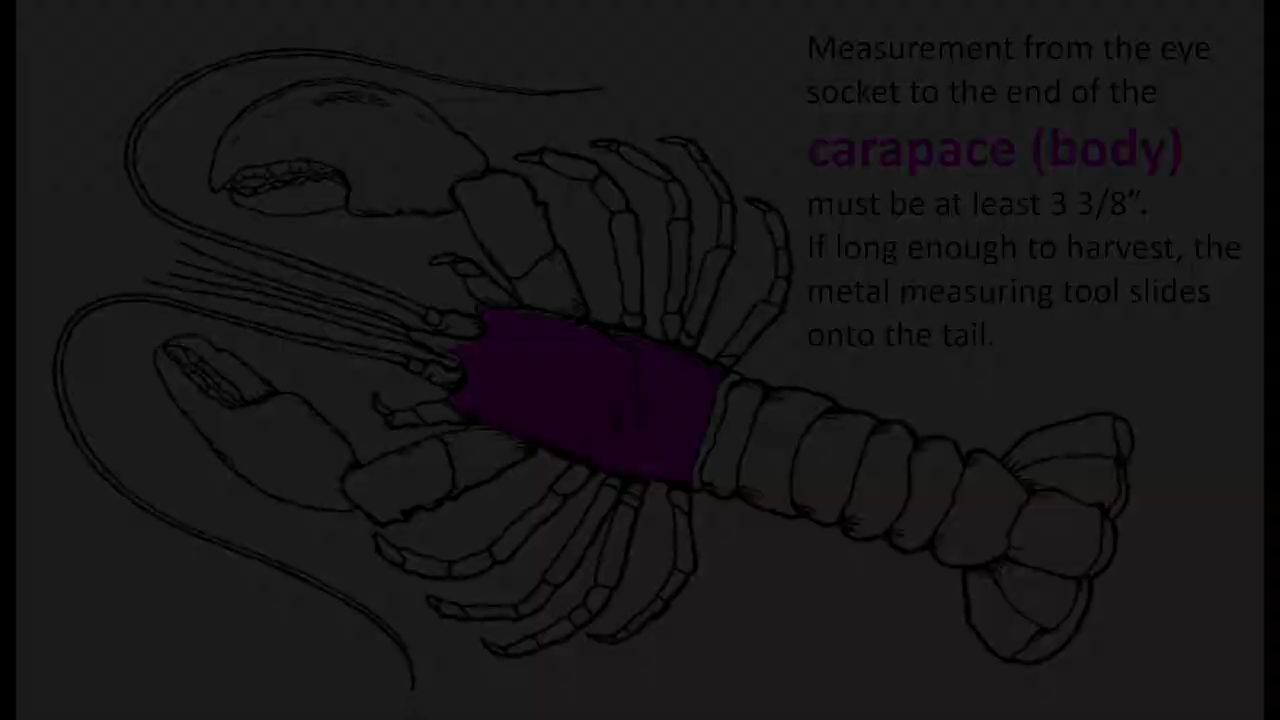 Measurement from the eye
socket to the end of the
carapace (body)
must be at least 3 3/8”.
If long enough to harvest, the
metal measuring tool slides
onto the tail.